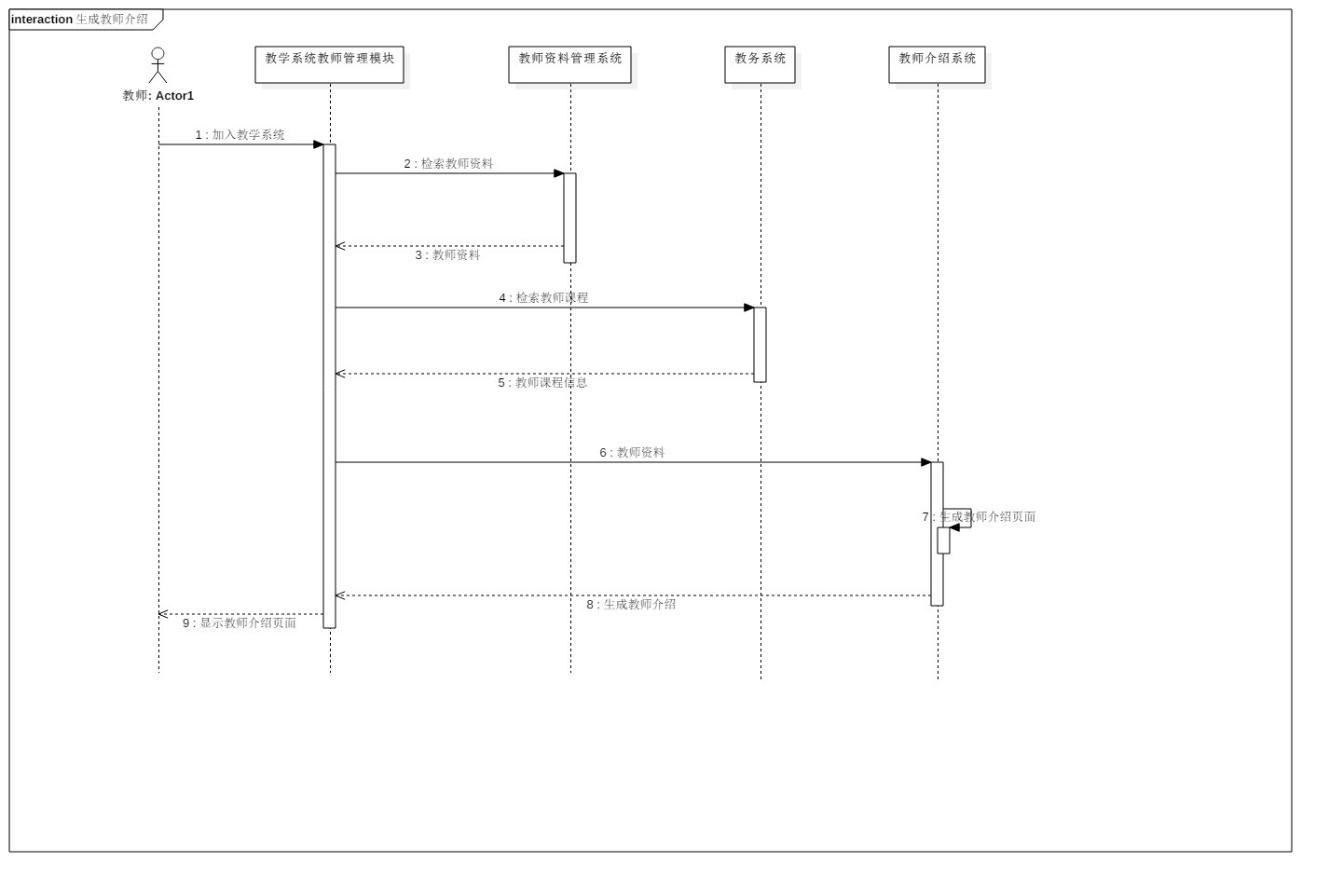 interaction 生成教师介绍
教学系统教师管理模块
教师资料管理系统
教务系统
教师介绍系统
教师: Actor1
1 : 加入教学系统
2 : 检索教师资料
3 : 教师资料
4 : 检索教师课程
5 : 教师课程信息
6 : 教师资料
7 : 生成教师介绍页面
8 : 生成教师介绍
9 : 显示教师介绍页面